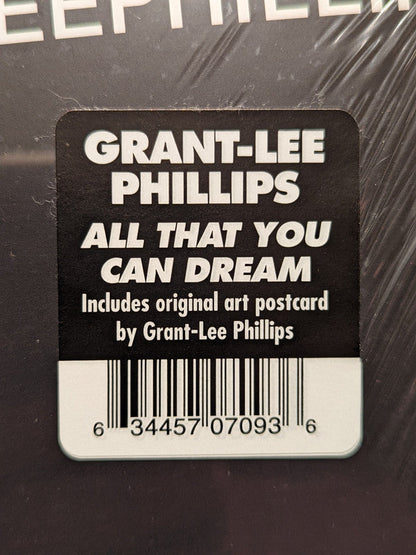 GRANT-LEE
PHILLIPS
ALL THAT YOU
CAN DREAM
Includes original art postcard
by Grant-Lee Phillips
6 34457 07093 6